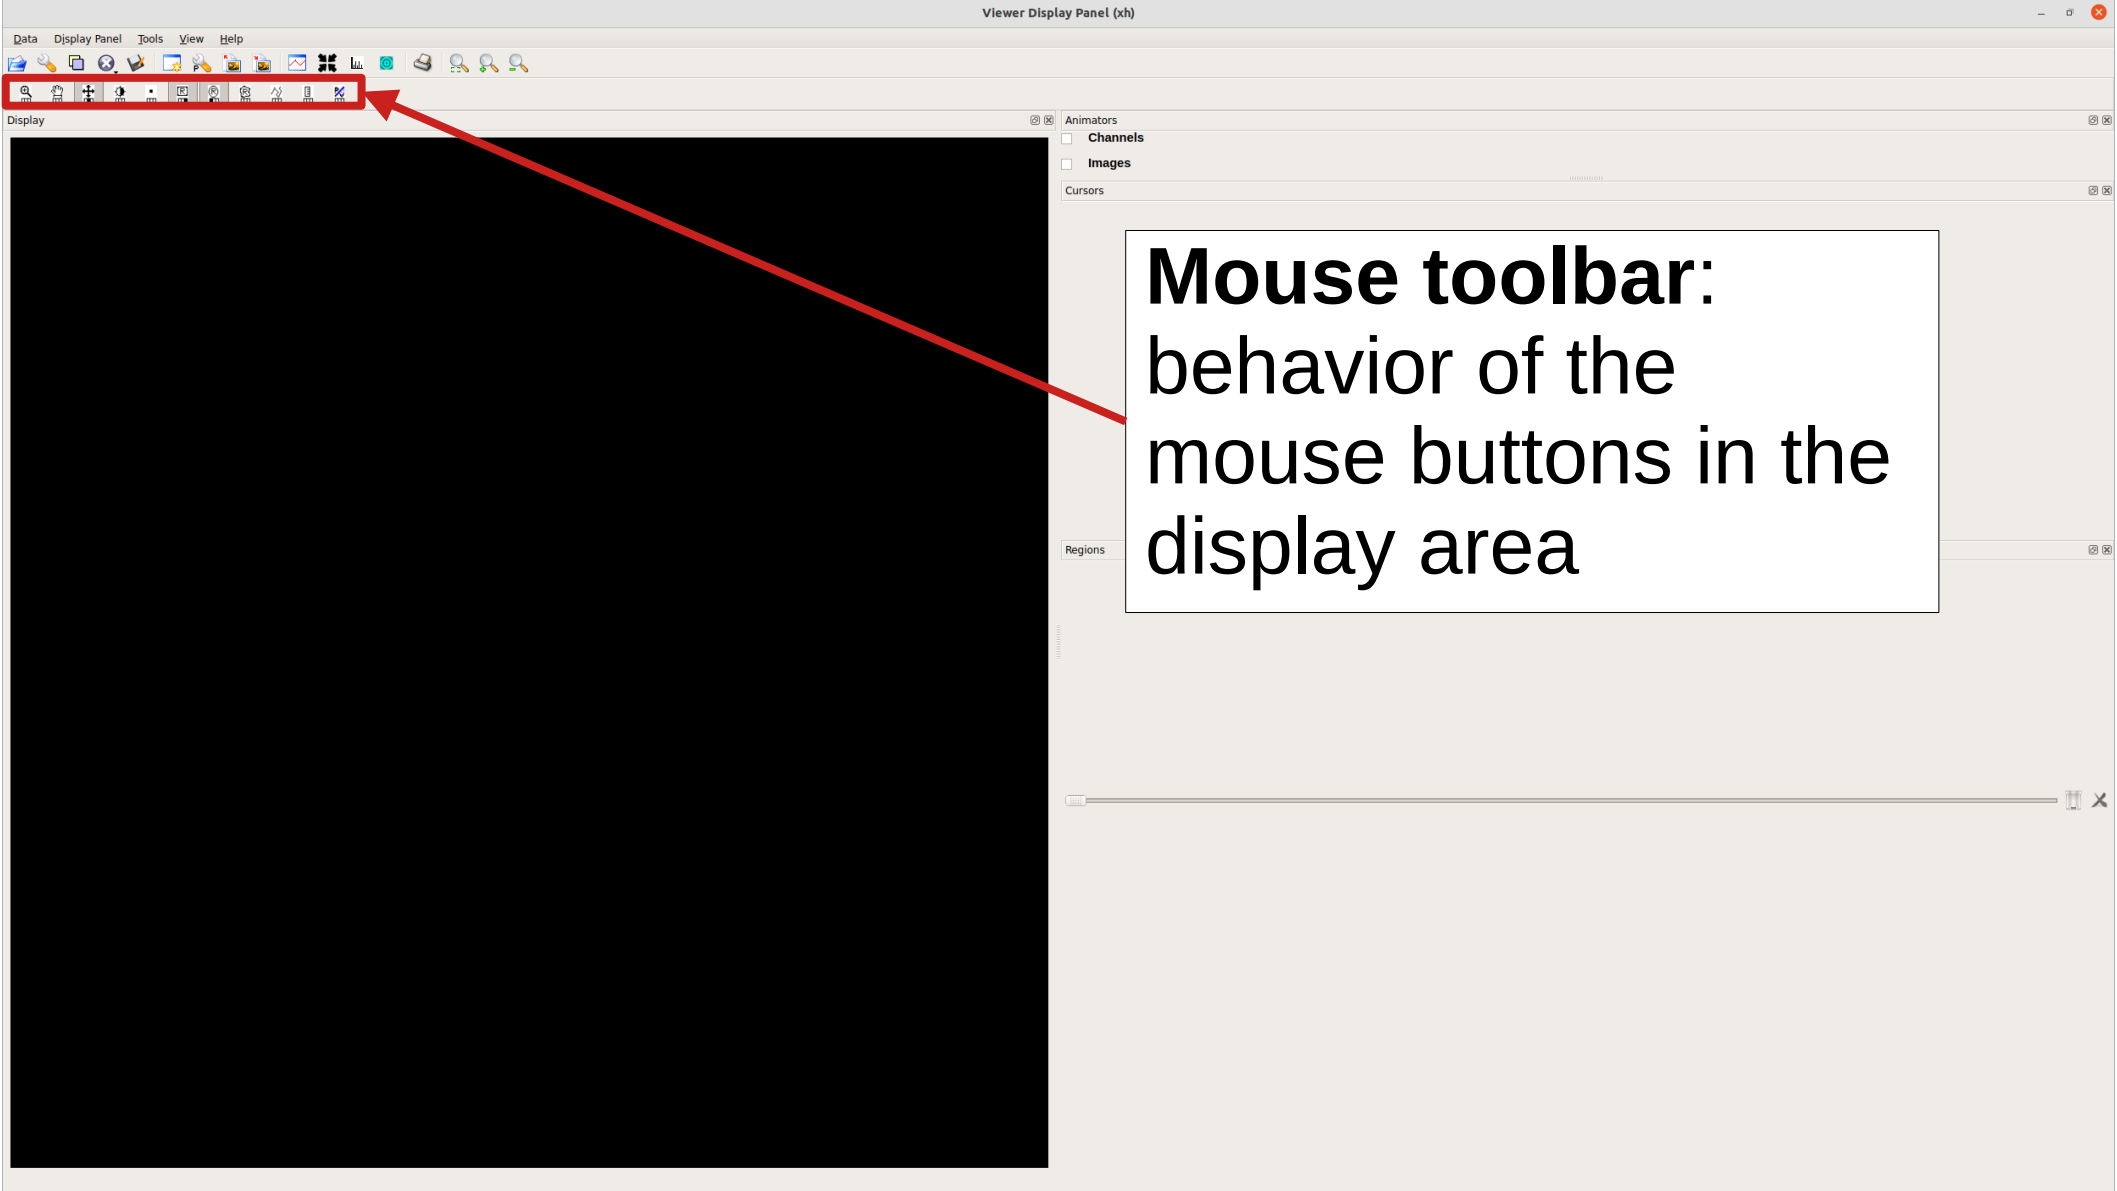 Viewer Display Panel (xh)
Data Display Panel Tools View Help
Display
Animators
Channels
Images
Cursors
Mouse toolbar:
behavior of the
mouse buttons in the
display area
Regions